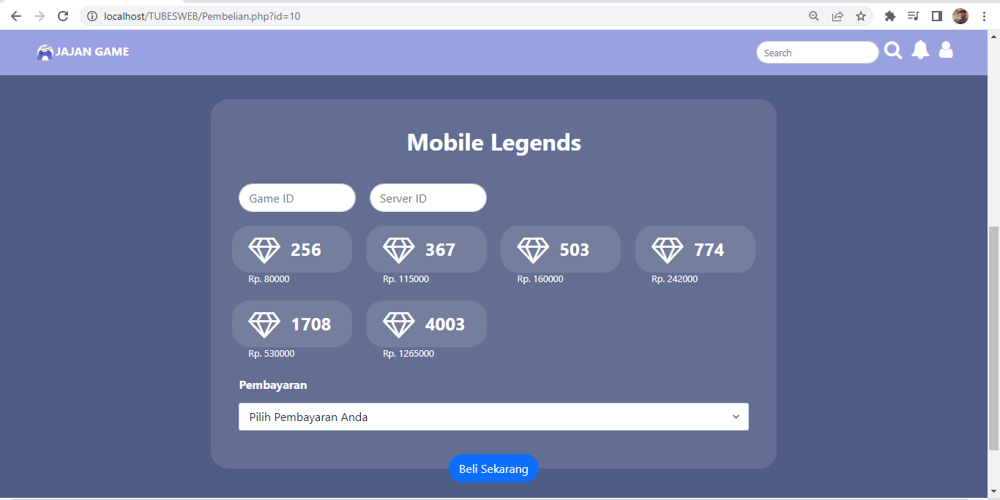 localhost/TUBESWEB/Pembelian.php?id=10
JAJAN GAME
Search
Mobile Legends
Game ID
Server ID
256
367
503
774
Rp. 80000
Rp. 115000
Rp. 160000
Rp. 242000
1708
4003
Rp. 530000
Rp. 1265000
Pembayaran
Pilih Pembayaran Anda
Beli Sekarang